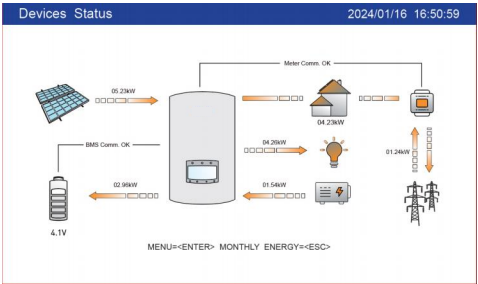 Devices Status 2024/01/16 16:50:59
Meter Comm. OK
05.23kW
04.23kW
BMS Comm. OK
04.26kW
01.24kW
02.96kW
01.54kW
4.1V
MENU=<ENTER> MONTHLY ENERGY=<ESC>